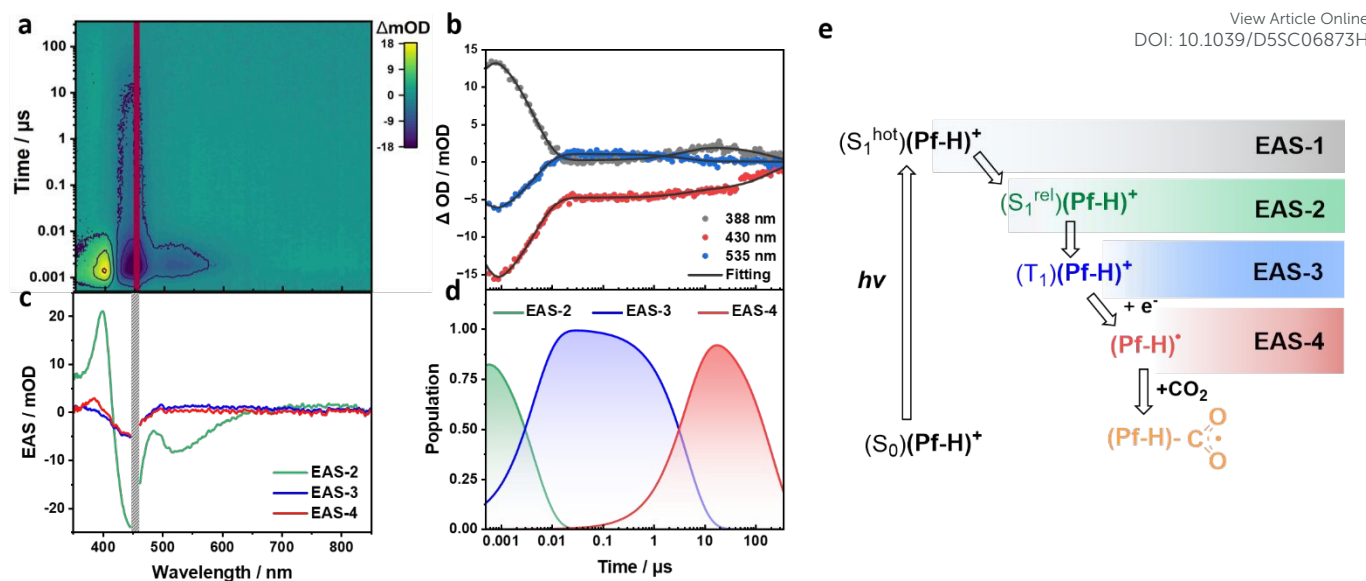 View Article Online
DOI: 10.1039/D5SC06873H
a
ΔmOD
18
9
0
-9
-18
100
10
1
0.1
0.01
0.001
Time / µs
b
15
10
5
0
−5
−10
−15
Δ OD / mOD
388 nm
430 nm
535 nm
Fitting
c
20
10
0
-10
-20
EAS / mOD
EAS-2
EAS-3
EAS-4
400 500 600 700 800
Wavelength / nm
d
EAS-2 EAS-3 EAS-4
1.00
0.75
0.50
0.25
0.00
Population
0.001 0.01 0.1 1 10 100
Time / µs
e
(S₁ʰᵒᵗ)(Pf-H)⁺
EAS-1
(S₁ʳᵉˡ)(Pf-H)⁺
EAS-2
(T₁)(Pf-H)⁺
EAS-3
hv
+ e⁻
(Pf-H)•
EAS-4
+CO₂
(S₀)(Pf-H)⁺
(Pf-H)-C
O
O